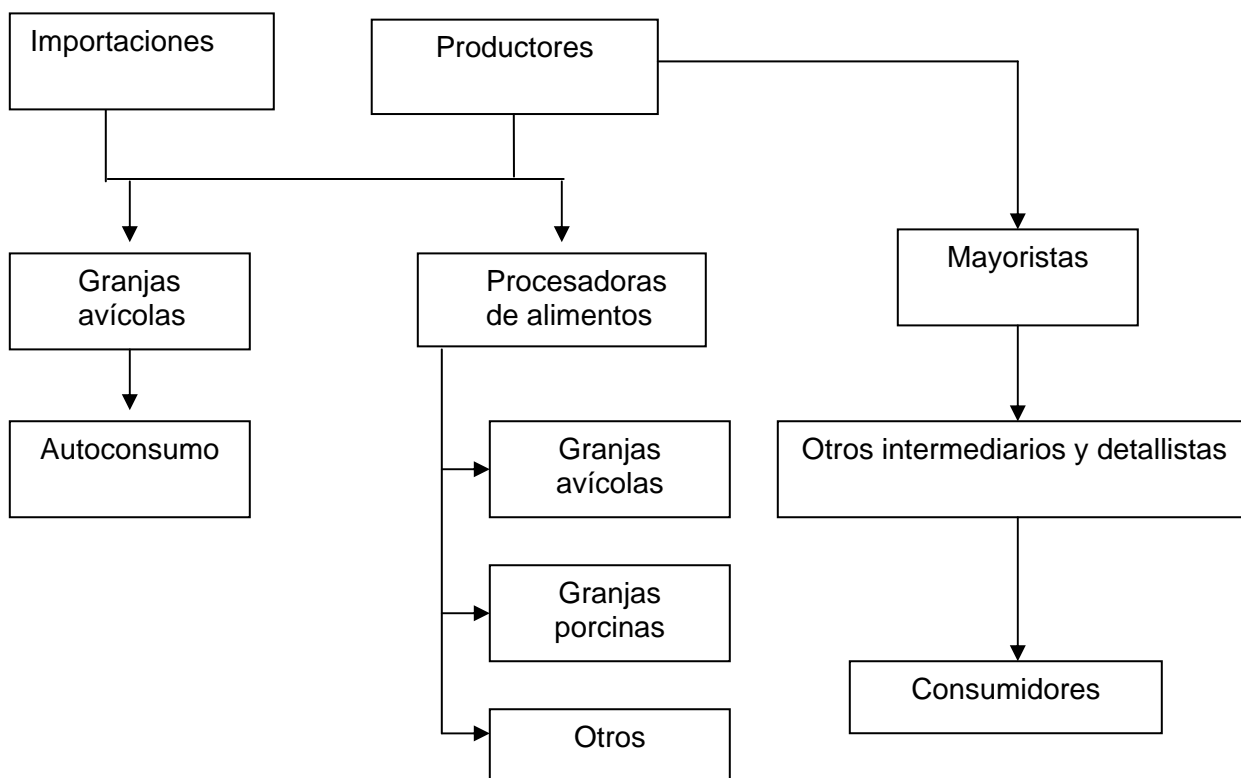 Importaciones
Productores
Granjas
avícolas
Procesadoras
de alimentos
Mayoristas
Autoconsumo
Granjas
avícolas
Otros intermediarios y detallistas
Granjas
porcinas
Consumidores
Otros